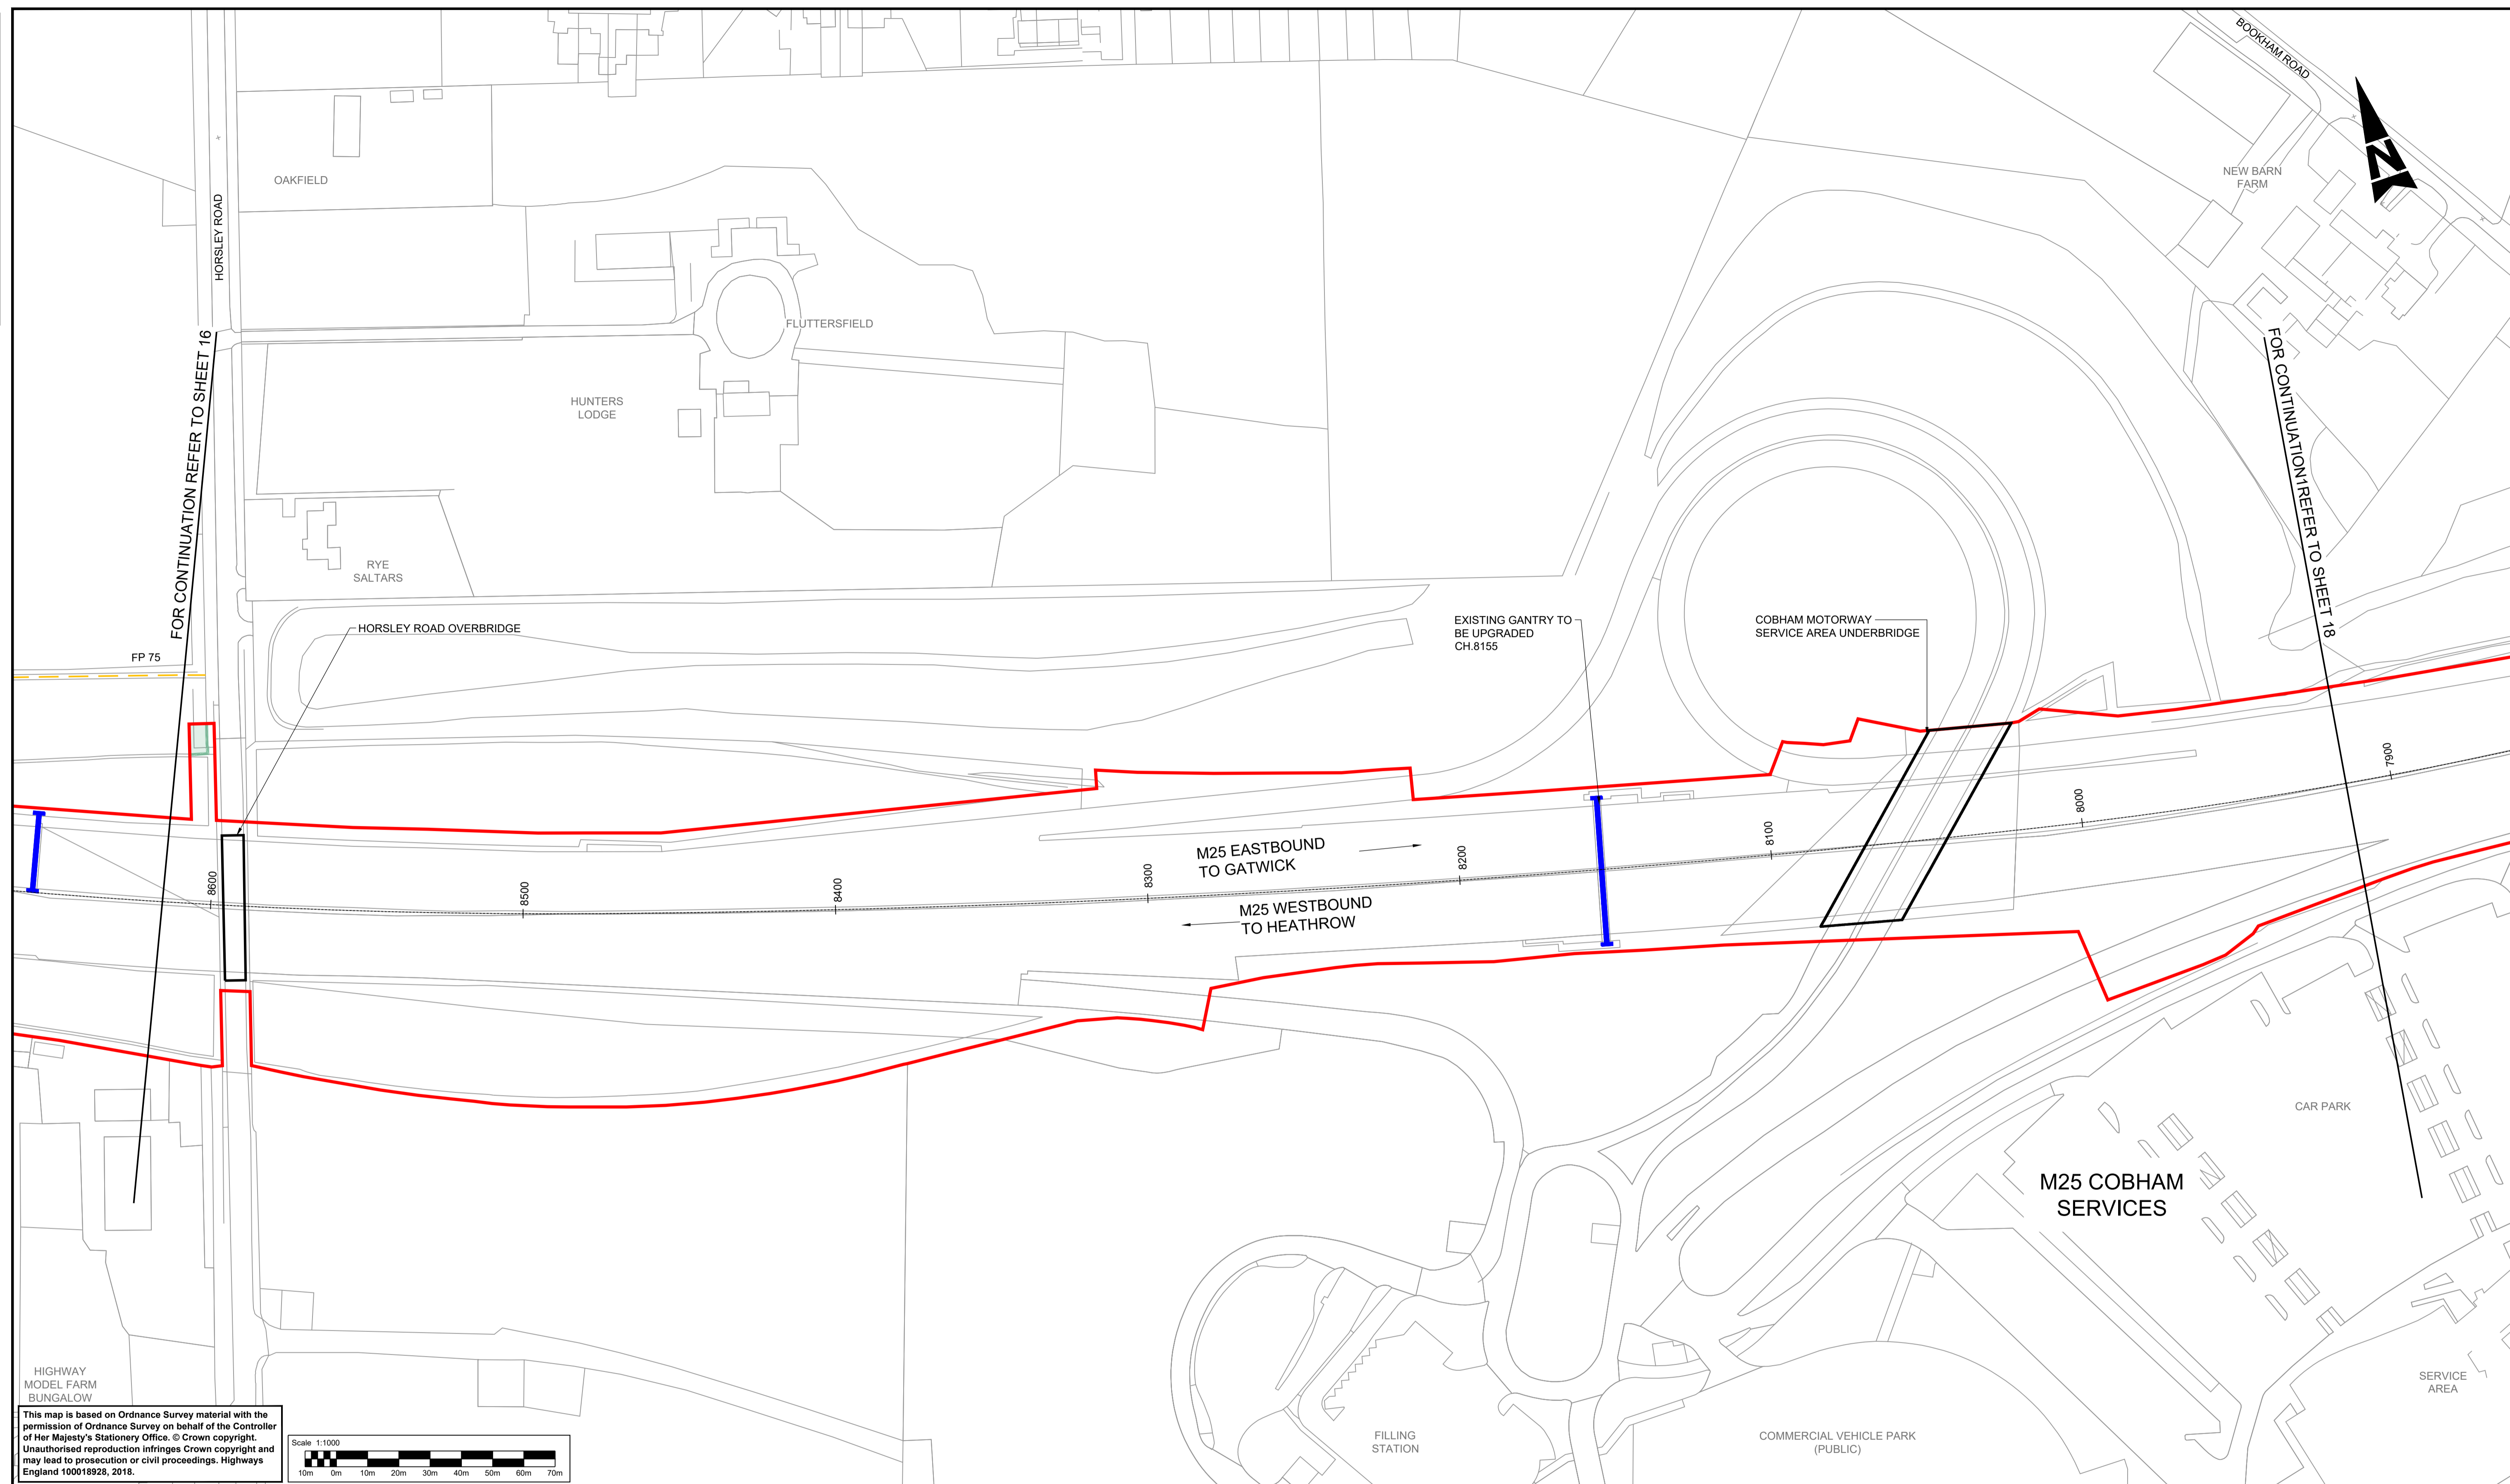 BOOKHAM ROAD
N
NEW BARN
FARM
OAKFIELD
HORSLEY ROAD
FLUTTERSFIELD
FOR CONTINUATION REFER TO SHEET 16
FOR CONTINUATION1REFER TO SHEET 18
HUNTERS
LODGE
RYE
SALTARS
HORSLEY ROAD OVERBRIDGE
FP 75
EXISTING GANTRY TO
BE UPGRADED
CH.8155
COBHAM MOTORWAY
SERVICE AREA UNDERBRIDGE
8600
8500
8400
8300
8200
8100
8000
7900
M25 EASTBOUND
TO GATWICK
M25 WESTBOUND
TO HEATHROW
CAR PARK
M25 COBHAM
SERVICES
HIGHWAY
MODEL FARM
BUNGALOW
SERVICE
AREA
FILLING
STATION
COMMERCIAL VEHICLE PARK
(PUBLIC)
This map is based on Ordnance Survey material with the
permission of Ordnance Survey on behalf of the Controller
of Her Majesty's Stationery Office. © Crown copyright.
Unauthorised reproduction infringes Crown copyright and
may lead to prosecution or civil proceedings. Highways
England 100018928, 2018.
Scale 1:1000
10m 0m 10m 20m 30m 40m 50m 60m 70m